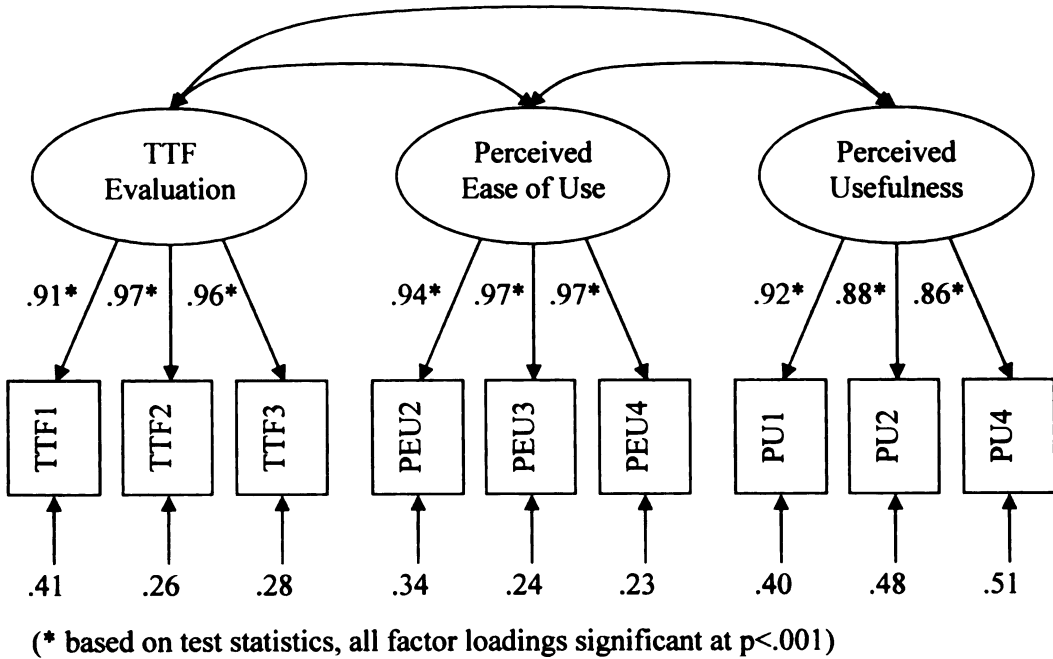 TTF
Evaluation
Perceived
Ease of Use
Perceived
Usefulness
.91* .97* .96* .94* .97* .97* .92* .88* .86*
TTF1 TTF2 TTF3 PEU2 PEU3 PEU4 PU1 PU2 PU4
.41 .26 .28 .34 .24 .23 .40 .48 .51
(* based on test statistics, all factor loadings significant at p<.001)